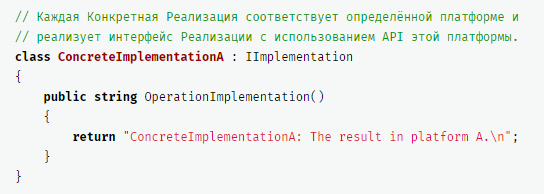 // Каждая Конкретная Реализация соответствует определённой платформе и
// реализует интерфейс Реализации с использованием API этой платформы.
class ConcreteImplementationA : IImplementation
{
    public string OperationImplementation()
    {
        return "ConcreteImplementationA: The result in platform A.\n";
    }
}